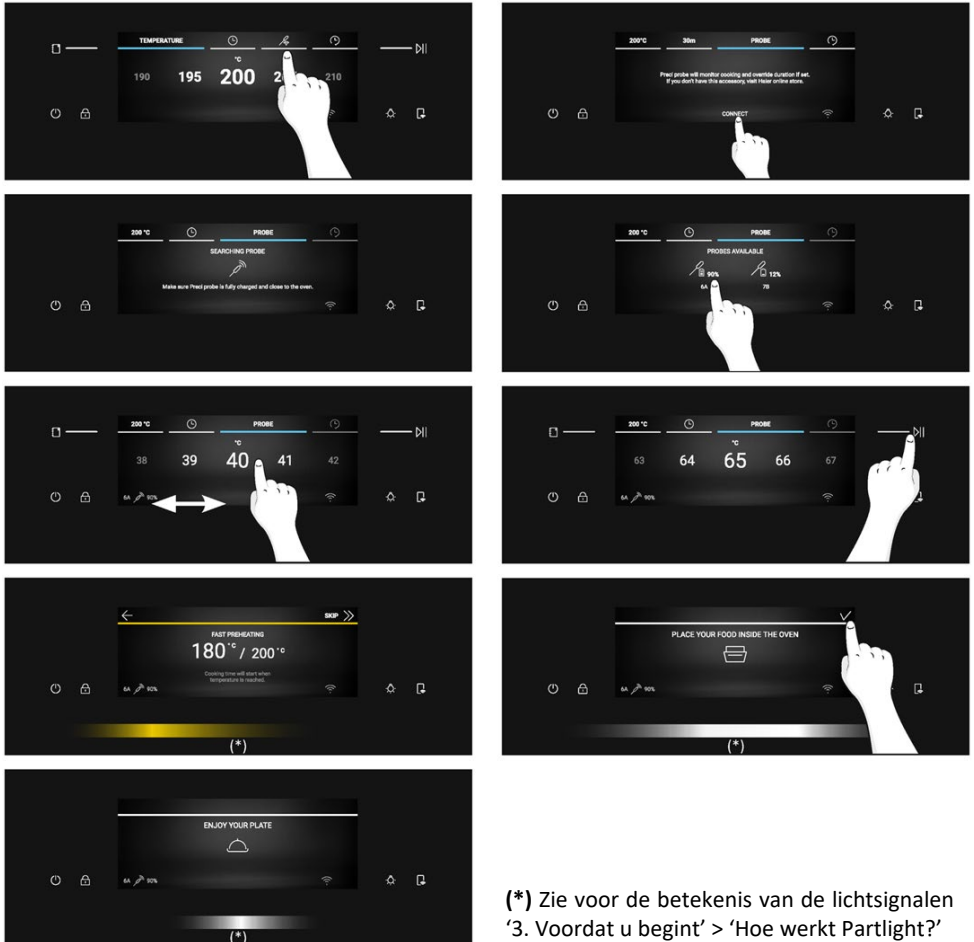 TEMPERATURE
°C
190 195 200 2 210
200°C 30m PROBE
Preci probe will monitor cooking and override duration if set.
If you don't have this accessory, visit Haier online store.
CONNECT
200 °C PROBE
SEARCHING PROBE
Make sure Preci probe is fully charged and close to the oven.
200 °C PROBE
PROBES AVAILABLE
90% 12%
6A 7B
200 °C PROBE
°C
38 39 40 41 42
6A 90%
200 °C PROBE
°C
63 64 65 66 67
6A 90%
SKIP
FAST PREHEATING
180°C / 200°C
Cooking time will start when
temperature is reached.
6A 90%
(*)
PLACE YOUR FOOD INSIDE THE OVEN
6A 90%
(*)
ENJOY YOUR PLATE
6A 90%
(*)
(*) Zie voor de betekenis van de lichtsignalen
‘3. Voordat u begint’ > ‘Hoe werkt Partlight?’